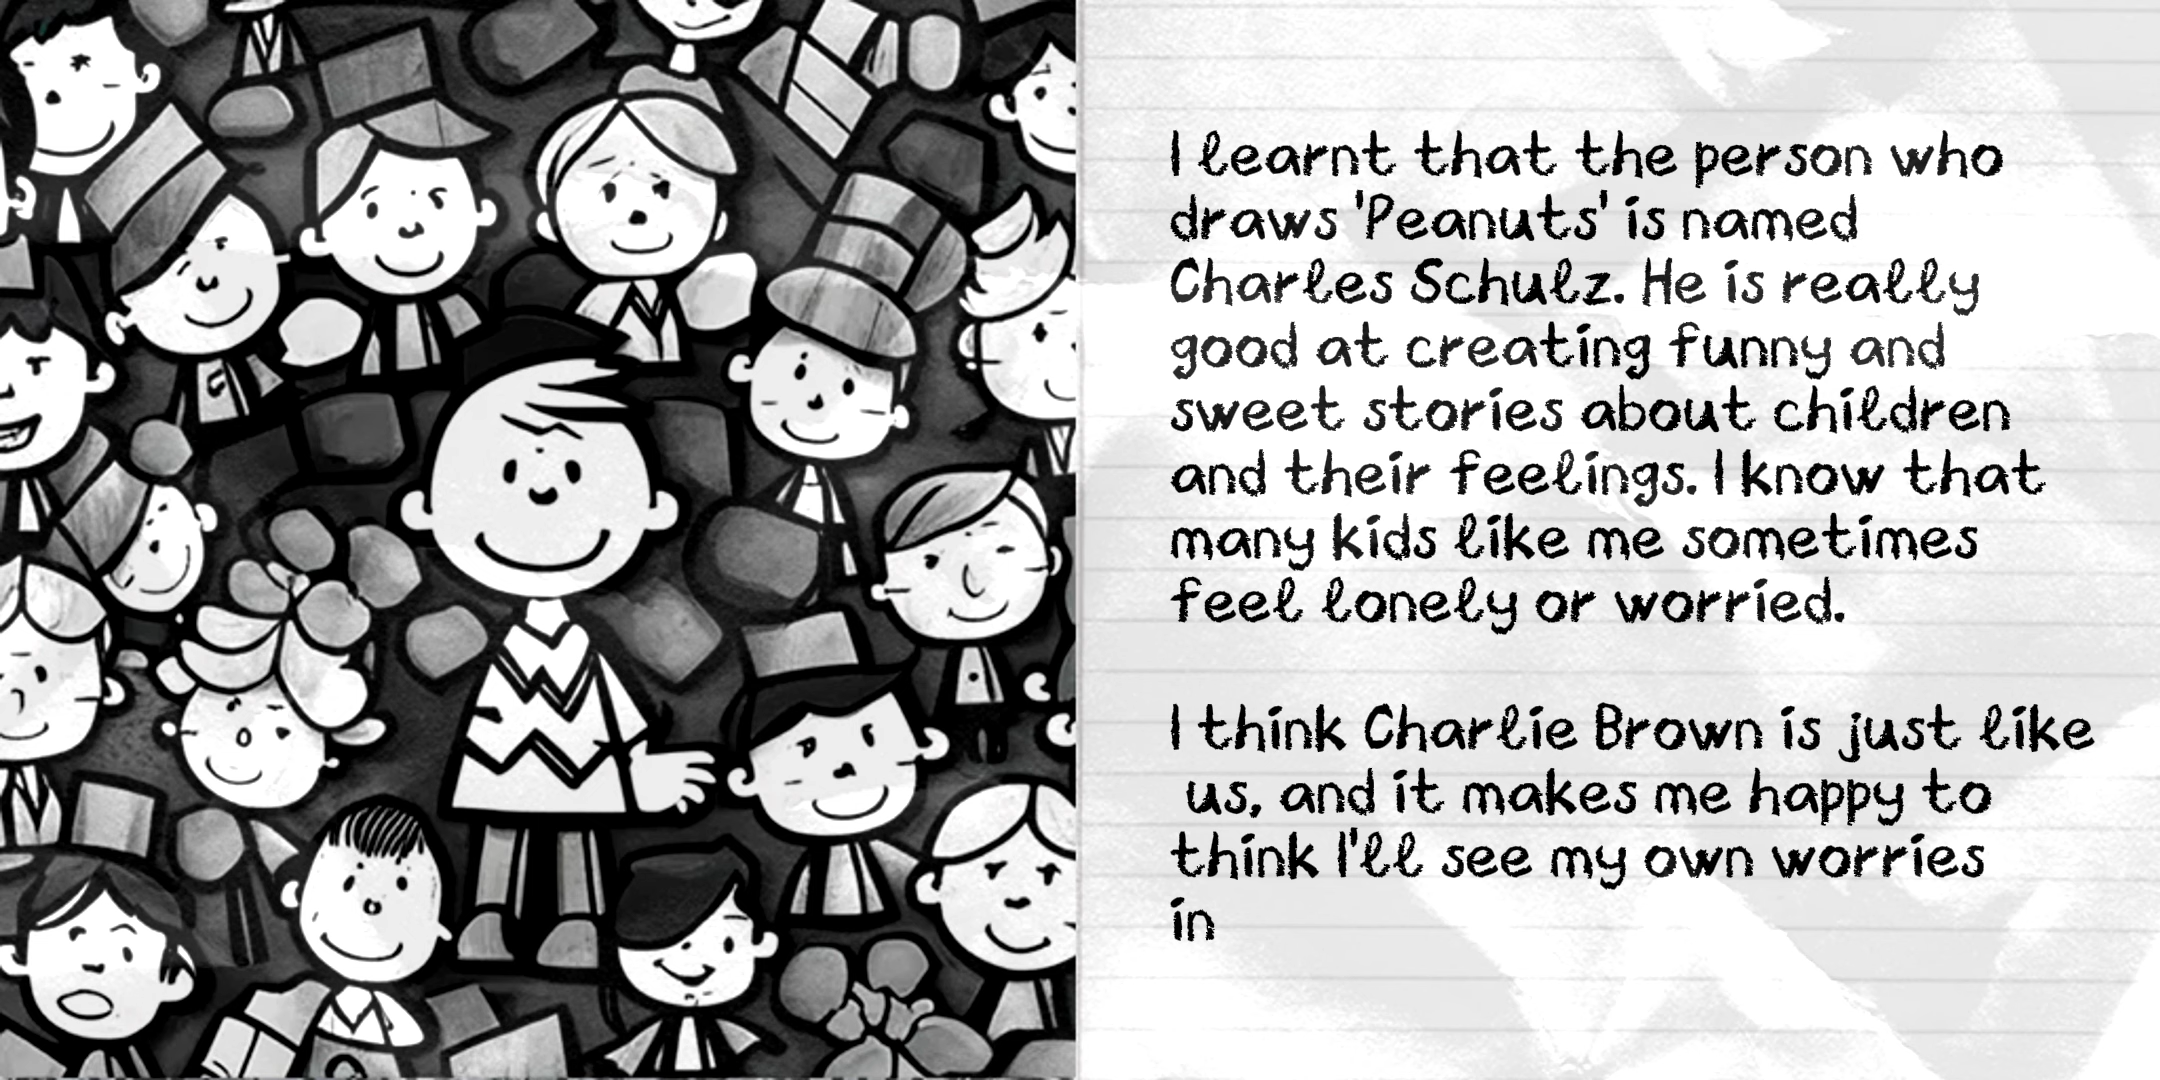 I learnt that the person who
draws 'Peanuts' is named
Charles Schulz. He is really
good at creating funny and
sweet stories about children
and their feelings. I know that
many kids like me sometimes
feel lonely or worried.
I think Charlie Brown is just like
us, and it makes me happy to
think I'll see my own worries
in